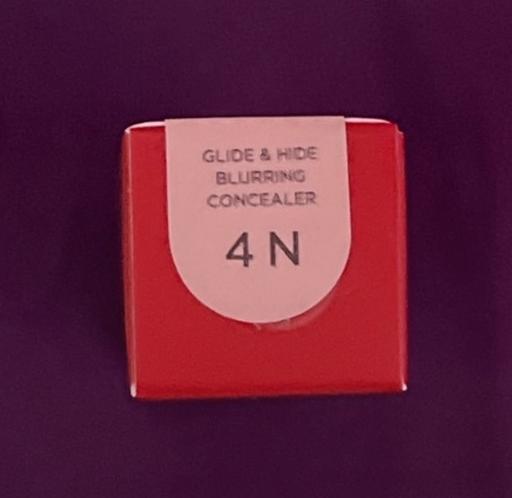 GLIDE & HIDE
BLURRING
CONCEALER
4 N